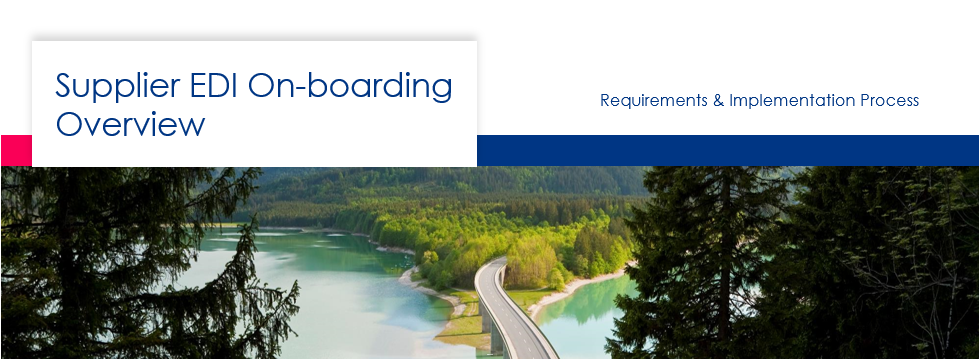 Supplier EDI On-boarding
Overview
Requirements & Implementation Process